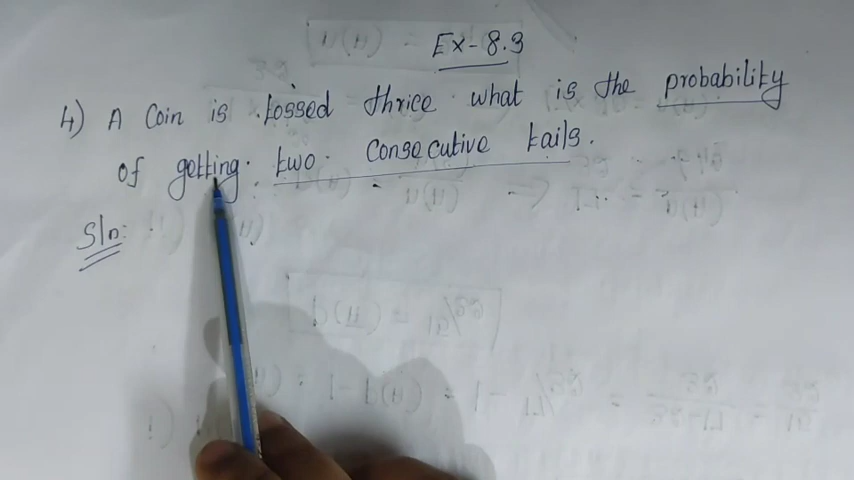 Ex-8.3
4) A Coin is tossed thrice what is the probability
of getting two consecutive tails.
Sln: